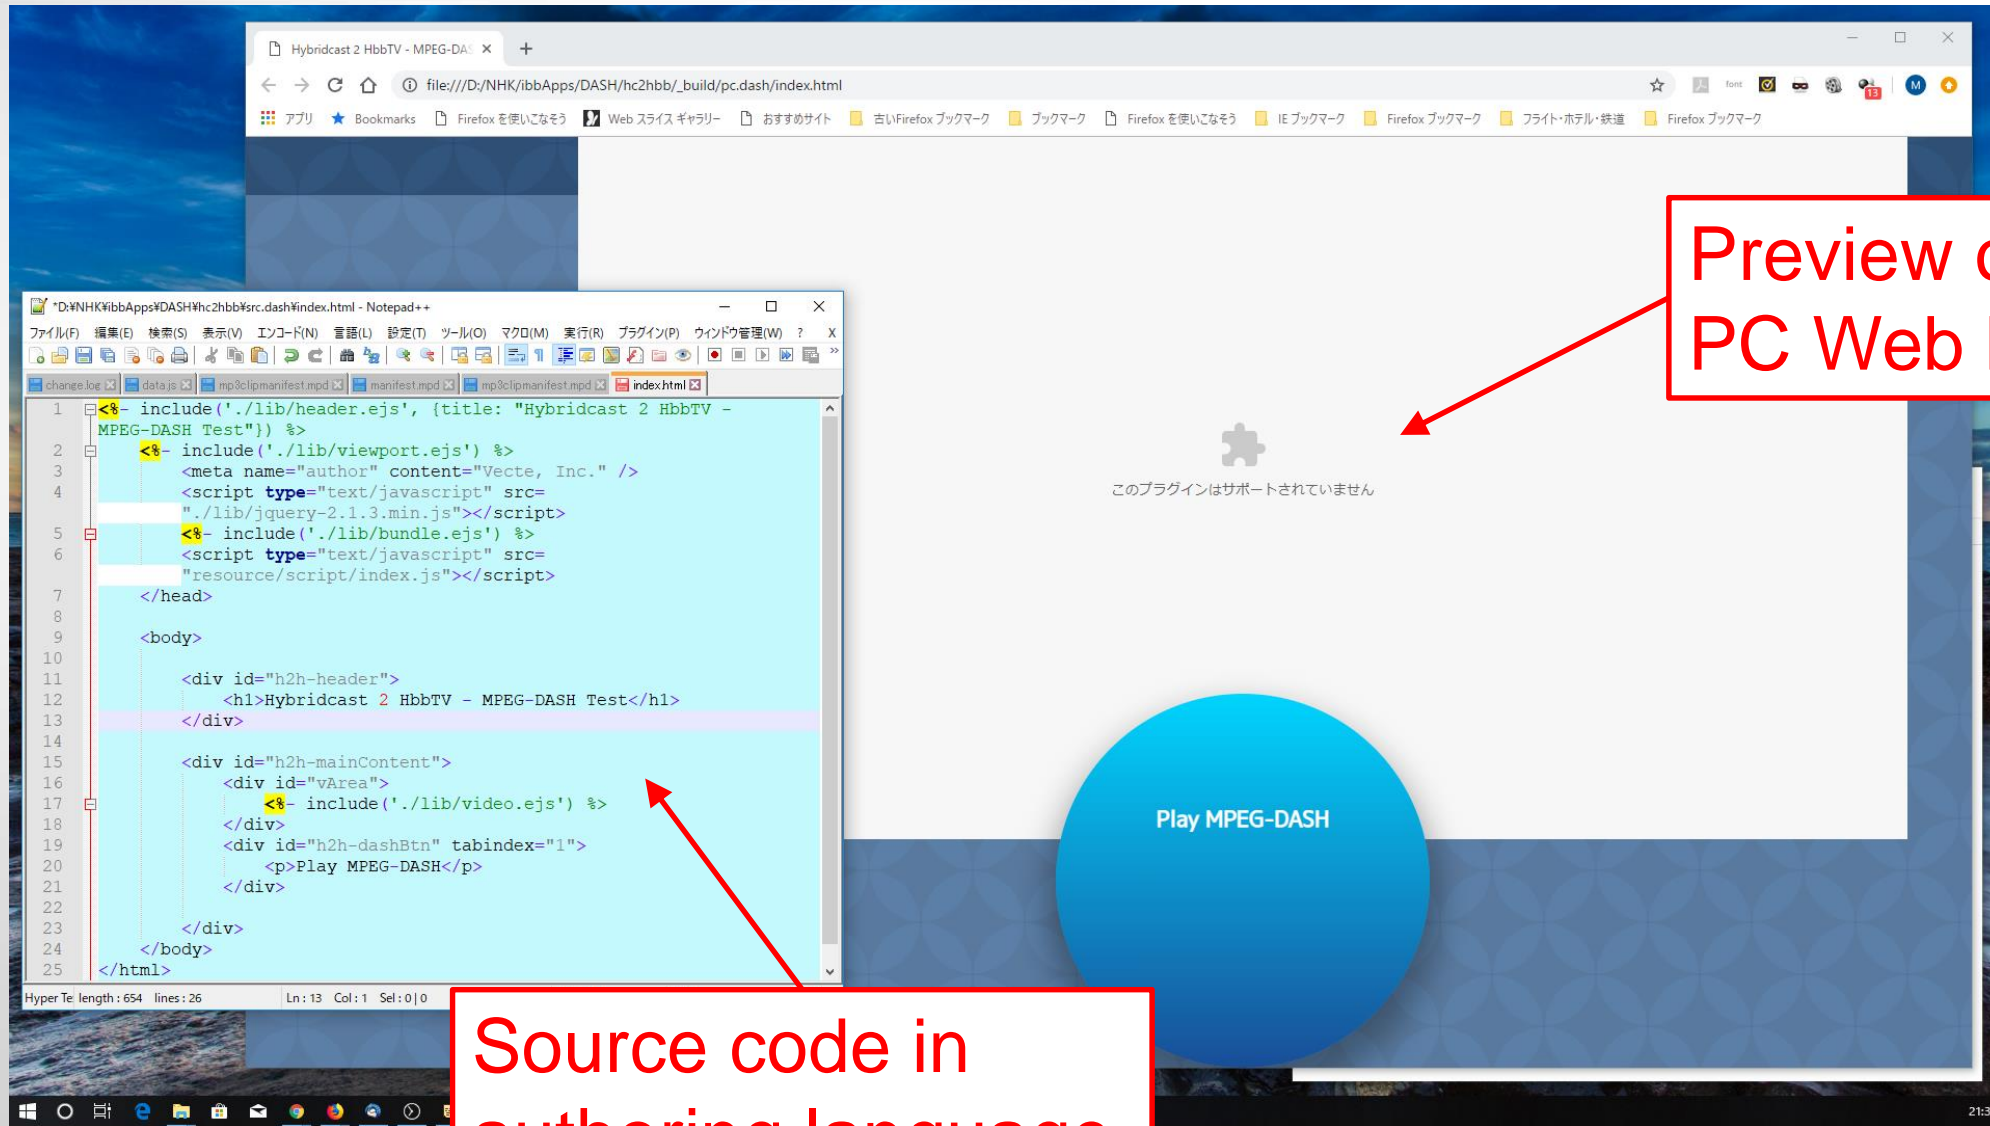 Hybridcast 2 HbbTV - MPEG-DAS
file:///D:/NHK/ibbApps/DASH/hc2hbb/_build/pc.dash/index.html
font
13
M
アプリ Bookmarks Firefox を使いこなそう Web スライス ギャラリー おすすめサイト 古いFirefox ブックマーク ブックマーク Firefox を使いこなそう IE ブックマーク Firefox ブックマーク フライト・ホテル・鉄道 Firefox ブックマーク
Preview
PC Web
このプラグインはサポートされていません
Play MPEG-DASH
*D:¥NHK¥ibbApps¥DASH¥hc2hbb¥src.dash¥index.html - Notepad++
ファイル(F) 編集(E) 検索(S) 表示(V) エンコード(N) 言語(L) 設定(T) ツール(O) マクロ(M) 実行(R) プラグイン(P) ウィンドウ管理(W) ? X
change.log data.js mp3clipmanifest.mpd manifest.mpd mp3clipmanifest.mpd index.html
1 <%- include('./lib/header.ejs', {title: "Hybridcast 2 HbbTV -
MPEG-DASH Test"}) %>
2 <%- include('./lib/viewport.ejs') %>
3 <meta name="author" content="Vecte, Inc." />
4 <script type="text/javascript" src=
"./lib/jquery-2.1.3.min.js"></script>
5 <%- include('./lib/bundle.ejs') %>
6 <script type="text/javascript" src=
"resource/script/index.js"></script>
7 </head>
8
9 <body>
10
11 <div id="h2h-header">
12 <h1>Hybridcast 2 HbbTV - MPEG-DASH Test</h1>
13 </div>
14
15 <div id="h2h-mainContent">
16 <div id="vArea">
17 <%- include('./lib/video.ejs') %>
18 </div>
19 <div id="h2h-dashBtn" tabindex="1">
20 <p>Play MPEG-DASH</p>
21 </div>
22
23 </div>
24 </body>
25 </html>
Hyper Te length : 654 lines : 26 Ln : 13 Col : 1 Sel : 0 | 0
Source code in
authoring language
21:3